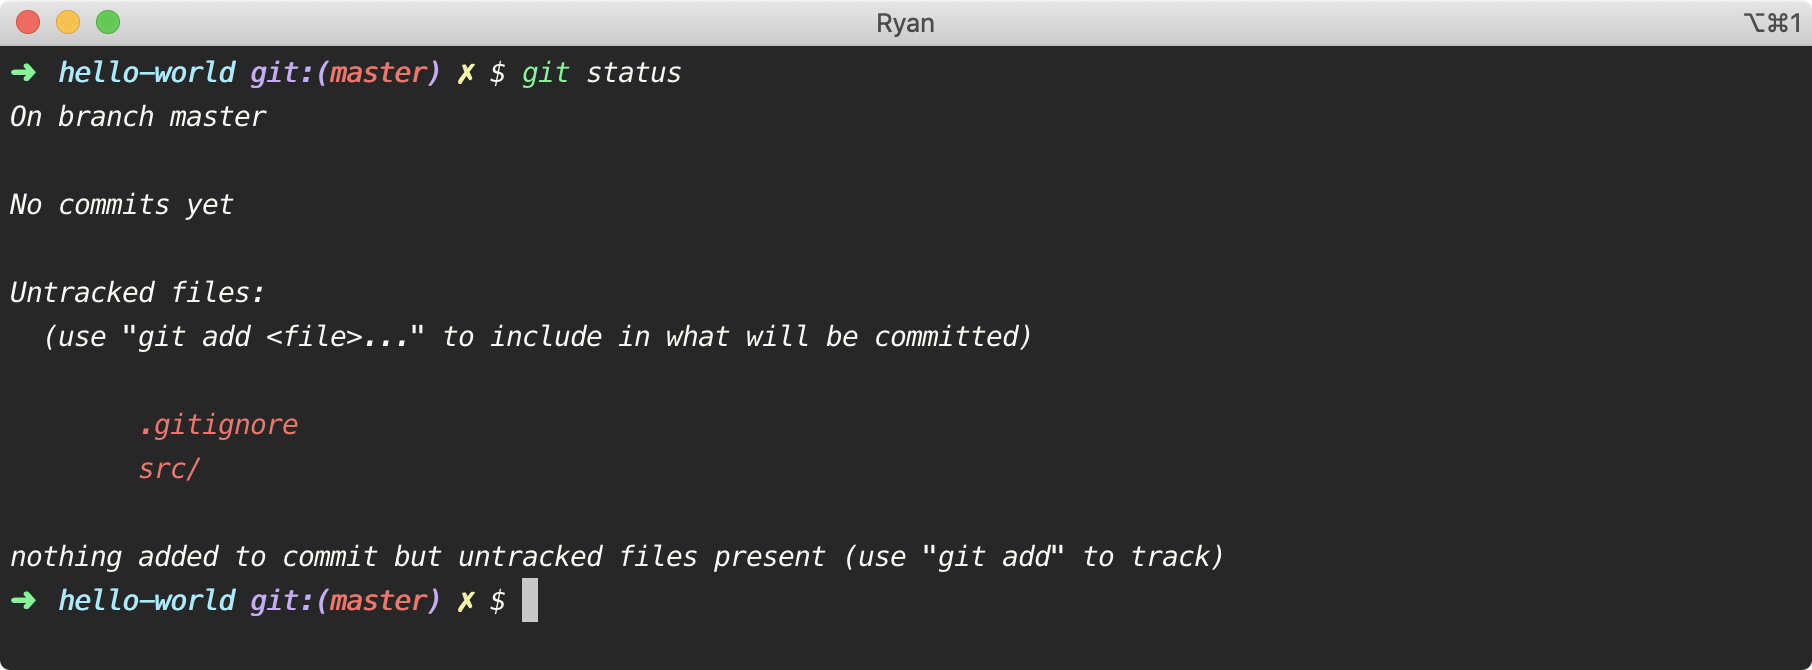 Ryan ⌥⌘1
➜ hello-world git:(master) ✗ $ git status
On branch master
No commits yet
Untracked files:
(use "git add <file>..." to include in what will be committed)
.gitignore
src/
nothing added to commit but untracked files present (use "git add" to track)
➜ hello-world git:(master) ✗ $